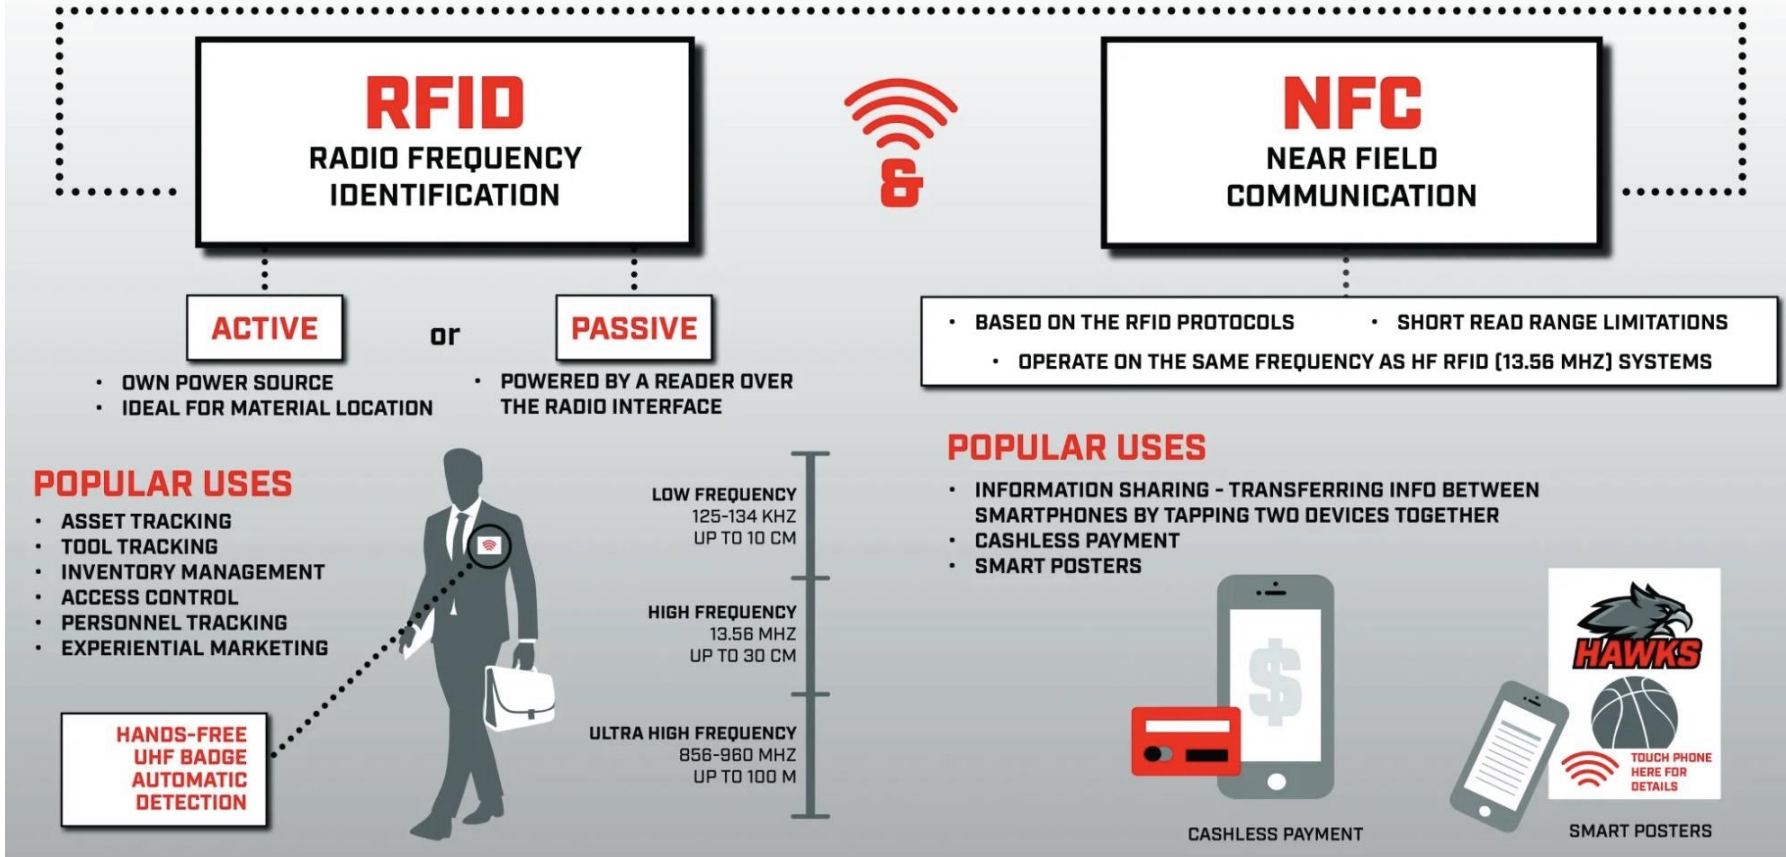 RFID
RADIO FREQUENCY
IDENTIFICATION
&
NFC
NEAR FIELD
COMMUNICATION
ACTIVE
or
PASSIVE
• OWN POWER SOURCE
• IDEAL FOR MATERIAL LOCATION
• POWERED BY A READER OVER
THE RADIO INTERFACE
• BASED ON THE RFID PROTOCOLS
• SHORT READ RANGE LIMITATIONS
• OPERATE ON THE SAME FREQUENCY AS HF RFID (13.56 MHZ) SYSTEMS
POPULAR USES
• ASSET TRACKING
• TOOL TRACKING
• INVENTORY MANAGEMENT
• ACCESS CONTROL
• PERSONNEL TRACKING
• EXPERIENTIAL MARKETING
HANDS-FREE
UHF BADGE
AUTOMATIC
DETECTION
LOW FREQUENCY
125-134 KHZ
UP TO 10 CM
HIGH FREQUENCY
13.56 MHZ
UP TO 30 CM
ULTRA HIGH FREQUENCY
856-960 MHZ
UP TO 100 M
POPULAR USES
• INFORMATION SHARING - TRANSFERRING INFO BETWEEN
SMARTPHONES BY TAPPING TWO DEVICES TOGETHER
• CASHLESS PAYMENT
• SMART POSTERS
$
CASHLESS PAYMENT
HAWKS
TOUCH PHONE
HERE FOR
DETAILS
SMART POSTERS